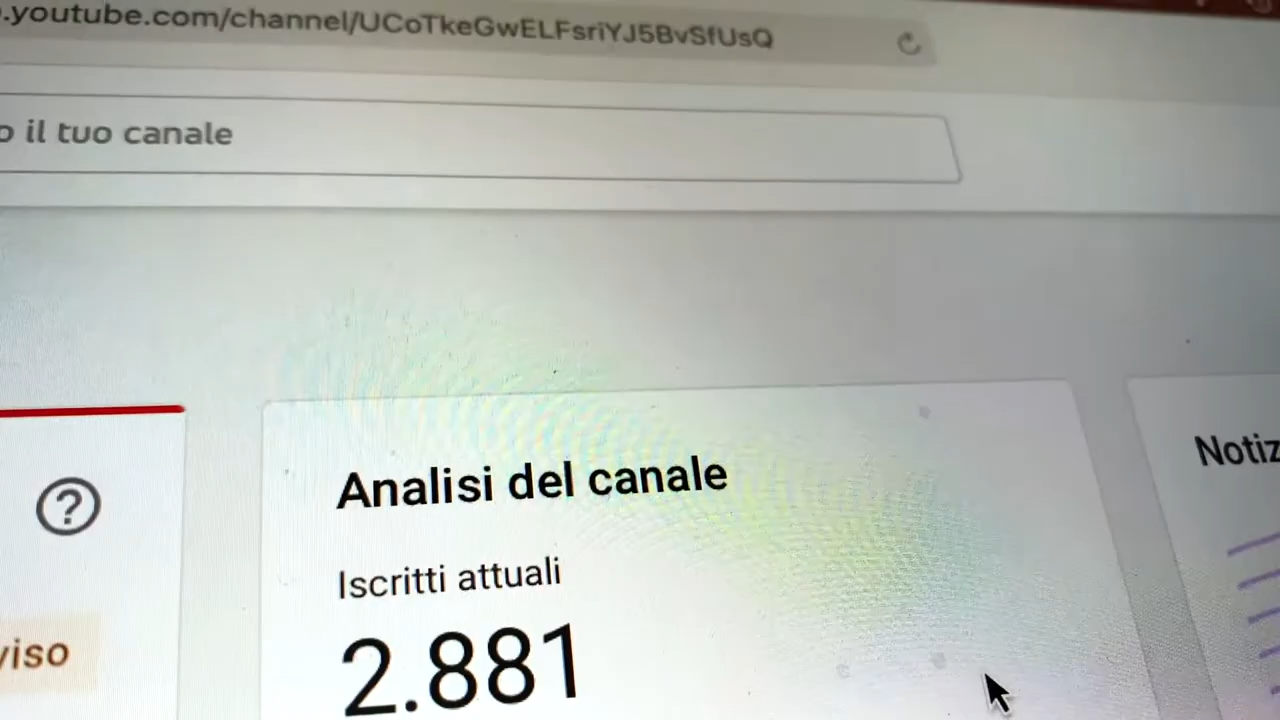 .youtube.com/channel/UCoTkeGwELFsriYJ5BvSfUsQ
o il tuo canale
Analisi del canale
Notiz
Iscritti attuali
viso
2.881